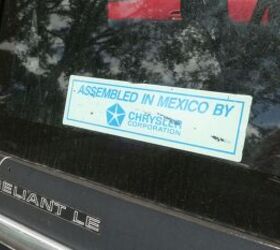 ASSEMBLED IN MEXICO BY
CHRYSLER
CORPORATION
ELIANT LE